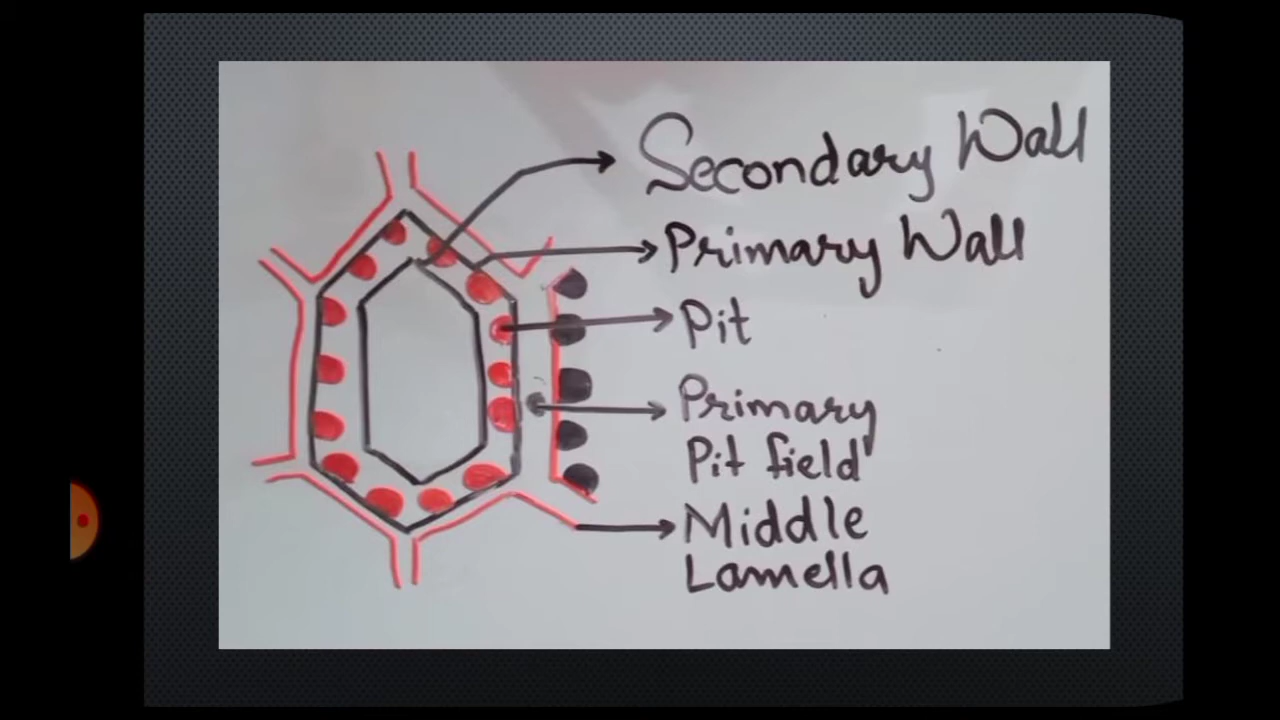 Secondary Wall
Primary Wall
Pit
Primary
Pit field
Middle
Lamella